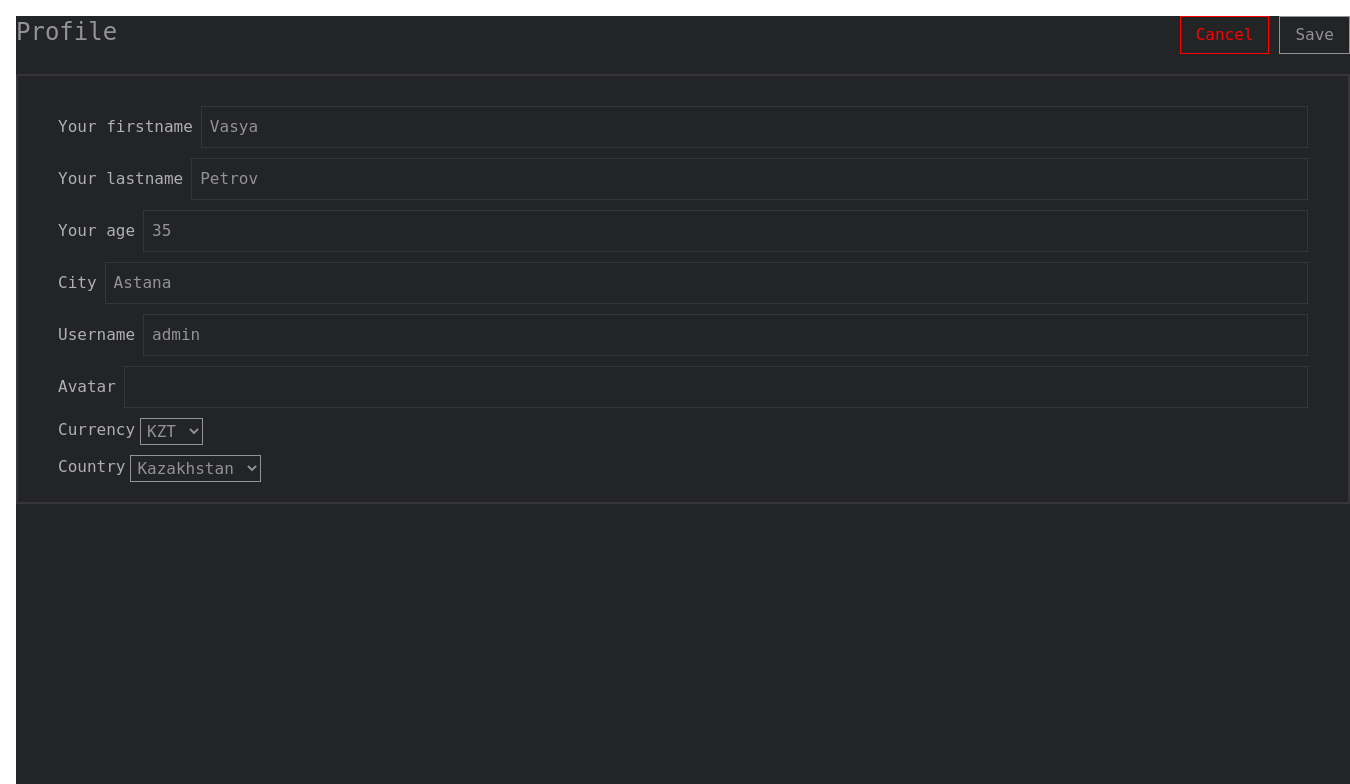 Profile Cancel Save
Your firstname Vasya
Your lastname Petrov
Your age 35
City Astana
Username admin
Avatar
Currency KZT
Country Kazakhstan